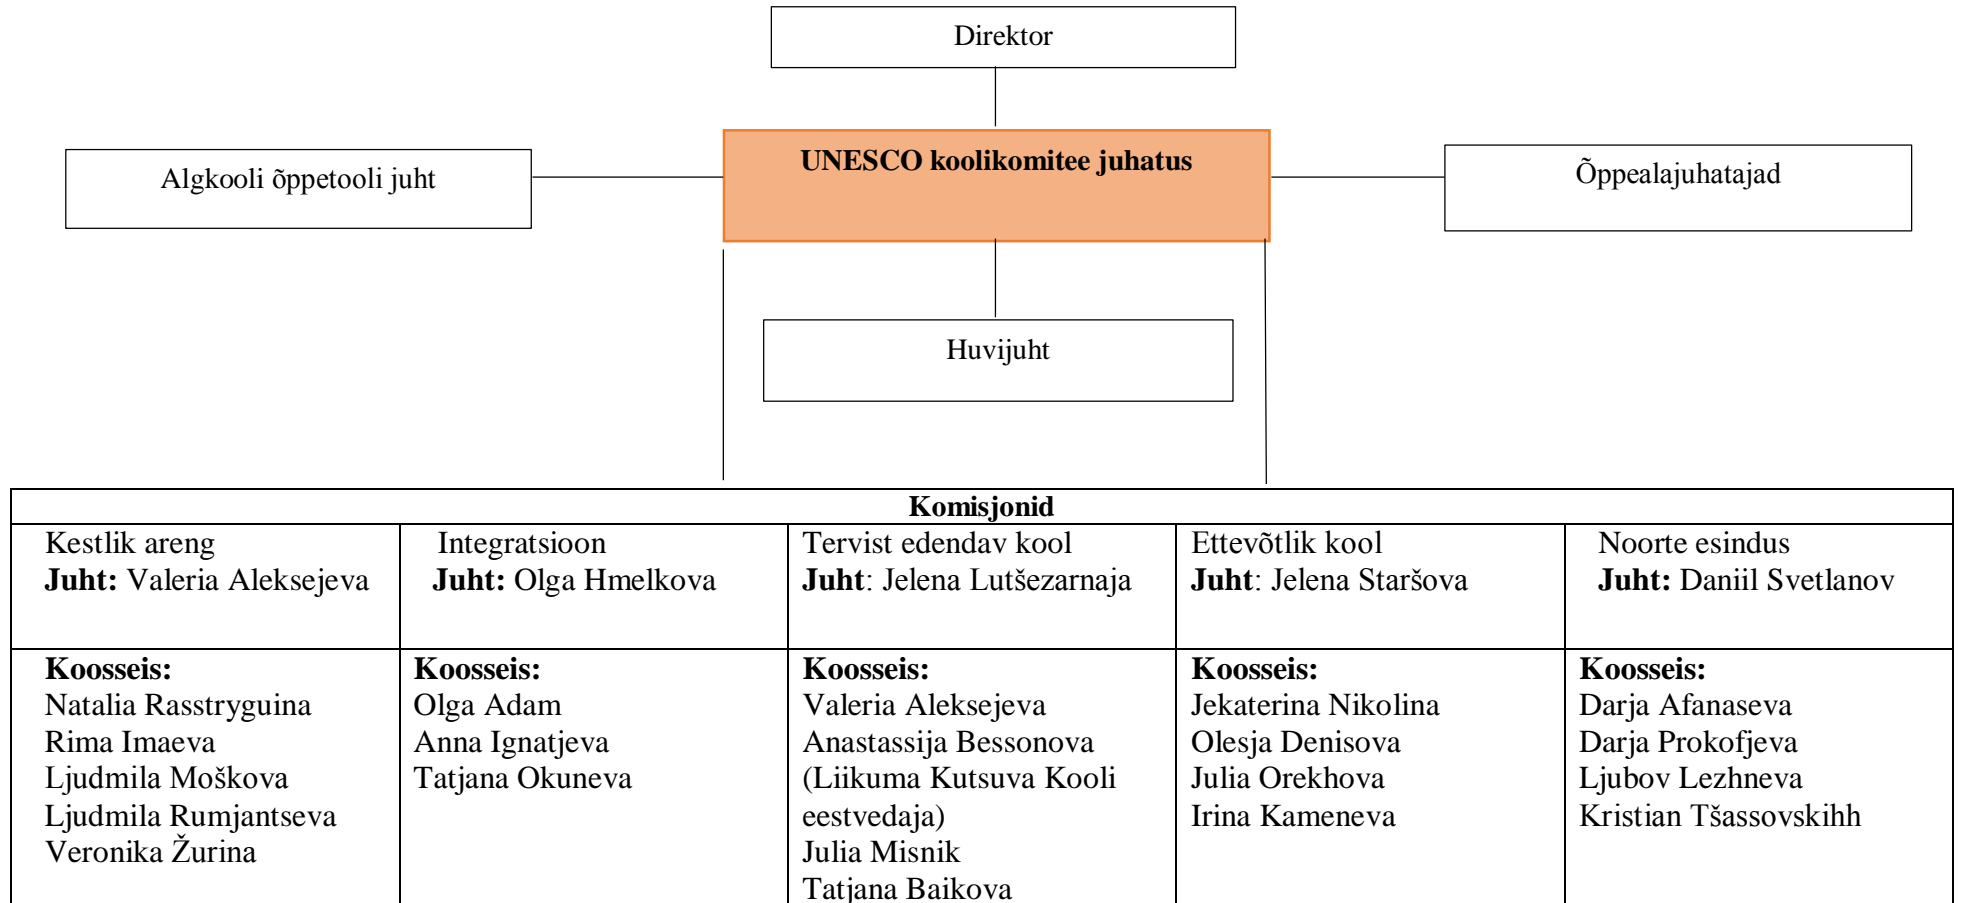 Direktor
UNESCO koolikomitee juhatus
Algkooli õppetooli juht
Õppealajuhatajad
Huvijuht
Komisjonid
Kestlik areng
Juht: Valeria Aleksejeva
Integratsioon
Juht: Olga Hmelkova
Tervist edendav kool
Juht: Jelena Lutšezarnaja
Ettevõtlik kool
Juht: Jelena Staršova
Noorte esindus
Juht: Daniil Svetlanov
Koosseis:
Natalia Rasstryguina
Rima Imaeva
Ljudmila Moškova
Ljudmila Rumjantseva
Veronika Žurina
Koosseis:
Olga Adam
Anna Ignatjeva
Tatjana Okuneva
Koosseis:
Valeria Aleksejeva
Anastassija Bessonova
(Liikuma Kutsuva Kooli
eestvedaja)
Julia Misnik
Tatjana Baikova
Koosseis:
Jekaterina Nikolina
Olesja Denisova
Julia Orekhova
Irina Kameneva
Koosseis:
Darja Afanaseva
Darja Prokofjeva
Ljubov Lezhneva
Kristian Tšassovskihh